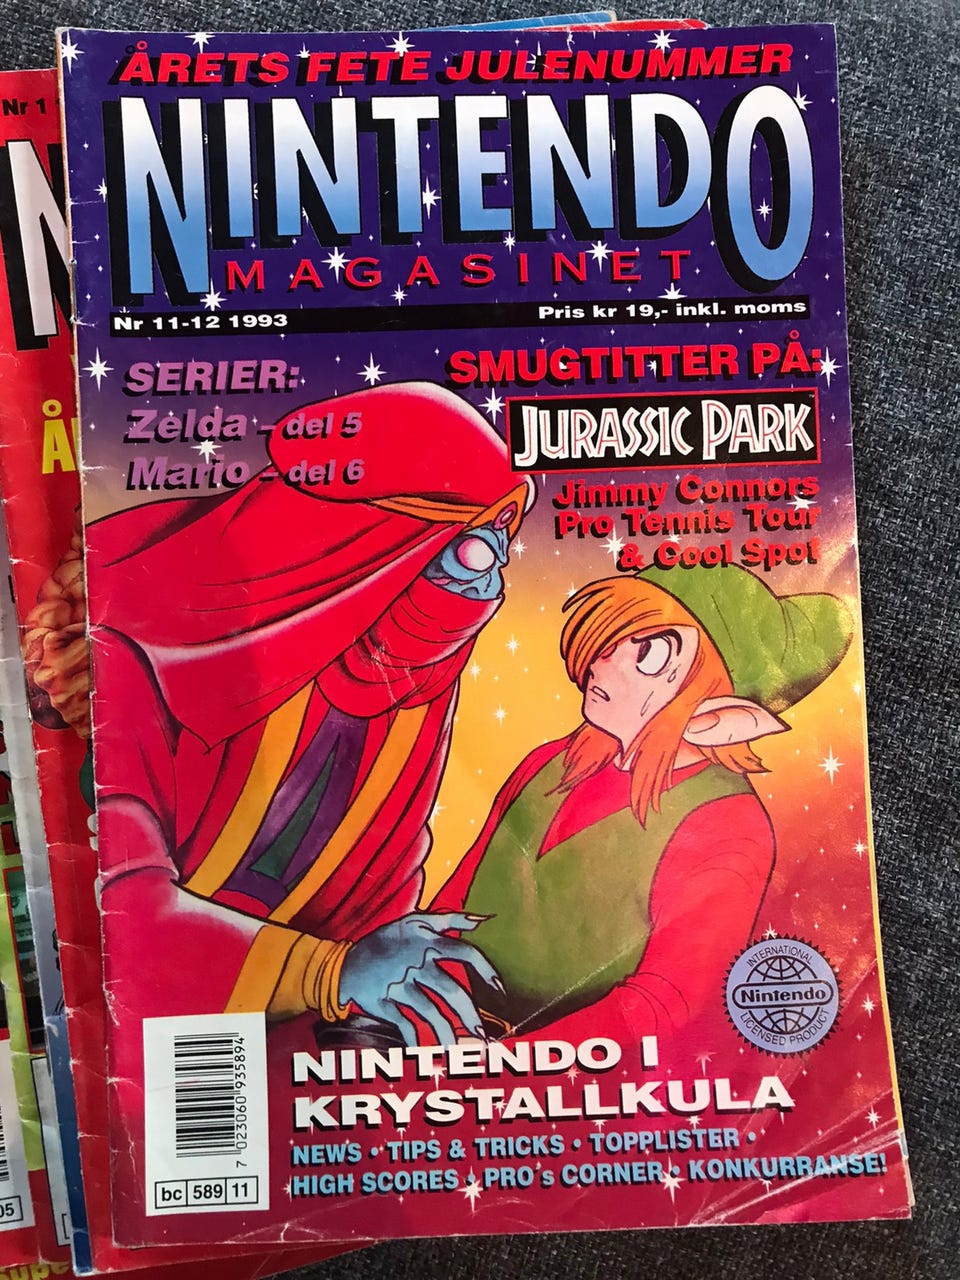 ÅRETS FETE JULENUMMER
NINTENDO
MAGASINET
Nr 11-12 1993
Pris kr 19,- inkl. moms
SERIER:
Zelda - del 5
Mario - del 6
SMUGTITTER PÅ:
JURASSIC PARK
Jimmy Connors
Pro Tennis Tour
& Cool Spot
INTERNATIONAL
Nintendo
LICENSED PRODUCT
NINTENDO I
KRYSTALLKULA
NEWS • TIPS & TRICKS • TOPPLISTER •
HIGH SCORES • PRO's CORNER • KONKURRANSE!
7 023060 935894
bc 589 11
Nr 1
N
Å
05